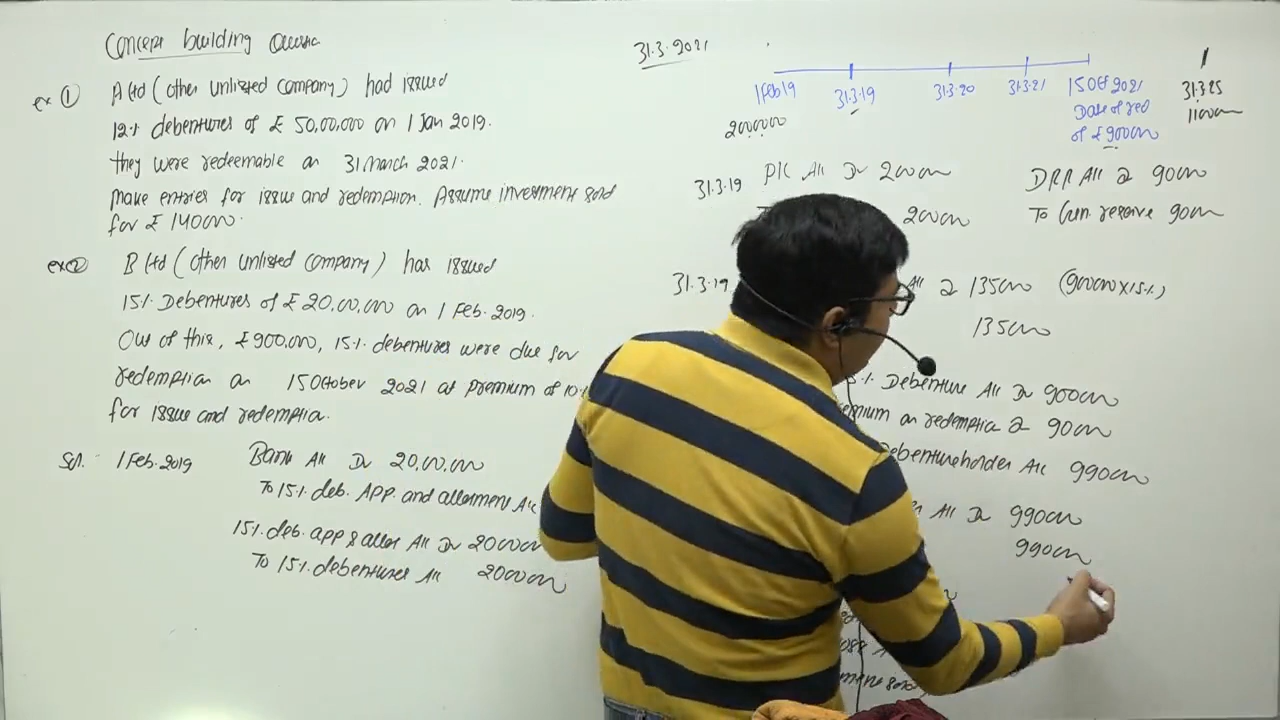 Concept building Question
ex ① A Ltd (other unlisted company) had issued
12% debentures of ₹ 50,00,000 on 1 Jan 2019.
they were redeemable on 31 March 2021.
make entries for issue and redemption. Assume investment sold
for ₹ 14000.
ex ② B Ltd (other unlisted company) has issued
15% Debentures of ₹ 20,00,000 on 1 Feb. 2019.
Out of this, ₹ 900,000, 15% debentures were due for
redemption on 15 October 2021 at premium of 10%
for issue and redemption.
Sol. 1 Feb. 2019 Bank A/c Dr 20,00,000
To 15% deb. APP. and allotment A/c
15% deb. app & allot A/c Dr 2000000
To 15% debentures A/c 2000000
31.3.2021
1 Feb 19
31.3.19
31.3.20
31.3.21
15 Oct 2021
Date of red
of ₹ 900000
31.3.25
1100000
2000000
31.3.19 A/c Dr 200000
200000
31.3.19 A/c Dr 135000 (900000 x 15%)
135000
Debenture A/c Dr 900000
on redemption Dr 90000
Debentureholder A/c 990000
A/c Dr 990000
990000
DRR A/c Dr 90000
To Gen. reserve 90000